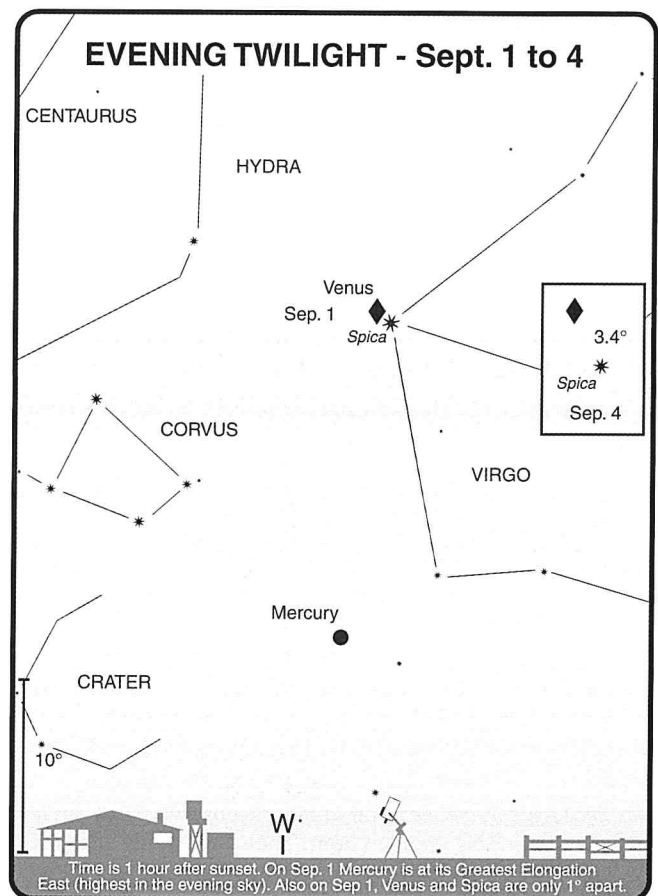 EVENING TWILIGHT - Sept. 1 to 4
CENTAURUS
HYDRA
Venus
Sep. 1
Spica
3.4°
Spica
Sep. 4
CORVUS
VIRGO
Mercury
CRATER
10°
W
Time is 1 hour after sunset. On Sep. 1 Mercury is at its Greatest Elongation
East (highest in the evening sky). Also on Sep 1, Venus and Spica are only 1° apart.